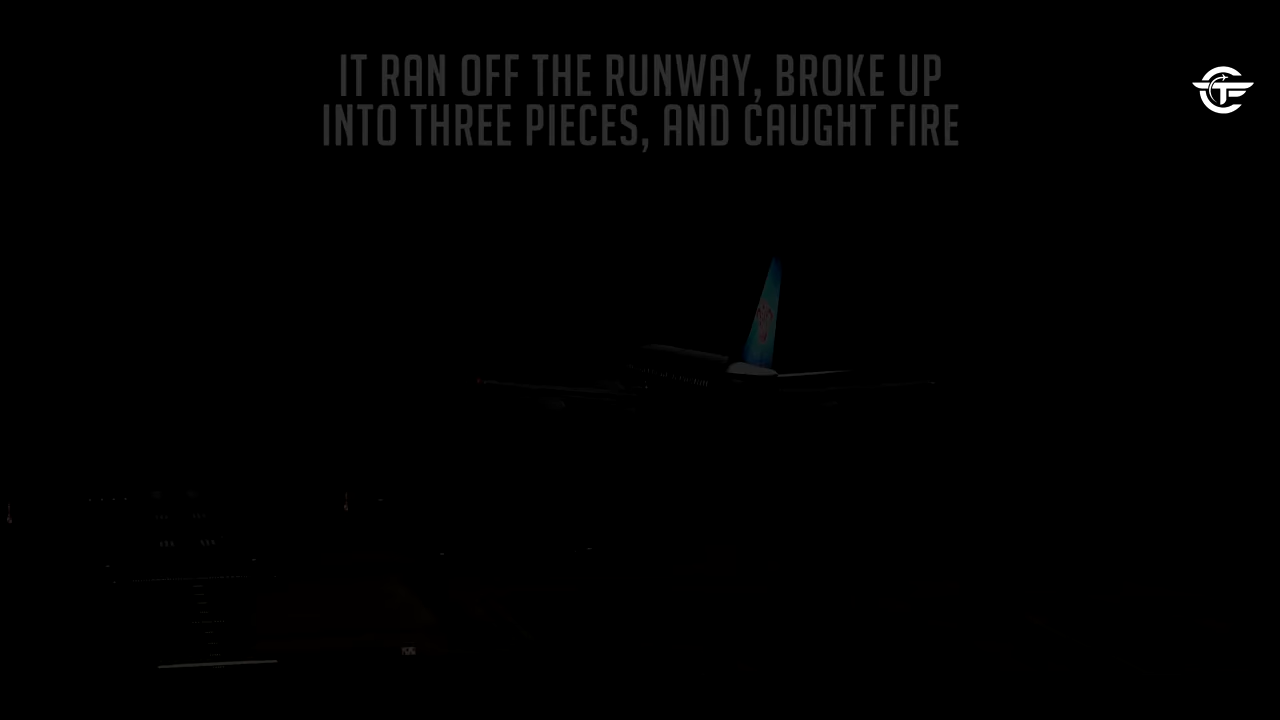 IT RAN OFF THE RUNWAY, BROKE UP
INTO THREE PIECES, AND CAUGHT FIRE